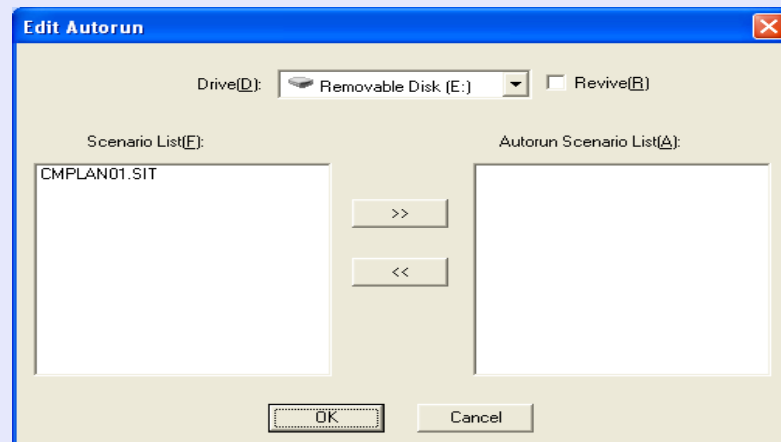 Edit Autorun
Drive(D): Removable Disk (E:) Revive(R)
Scenario List(F): Autorun Scenario List(A):
CMPLAN01.SIT
>>
<<
OK Cancel